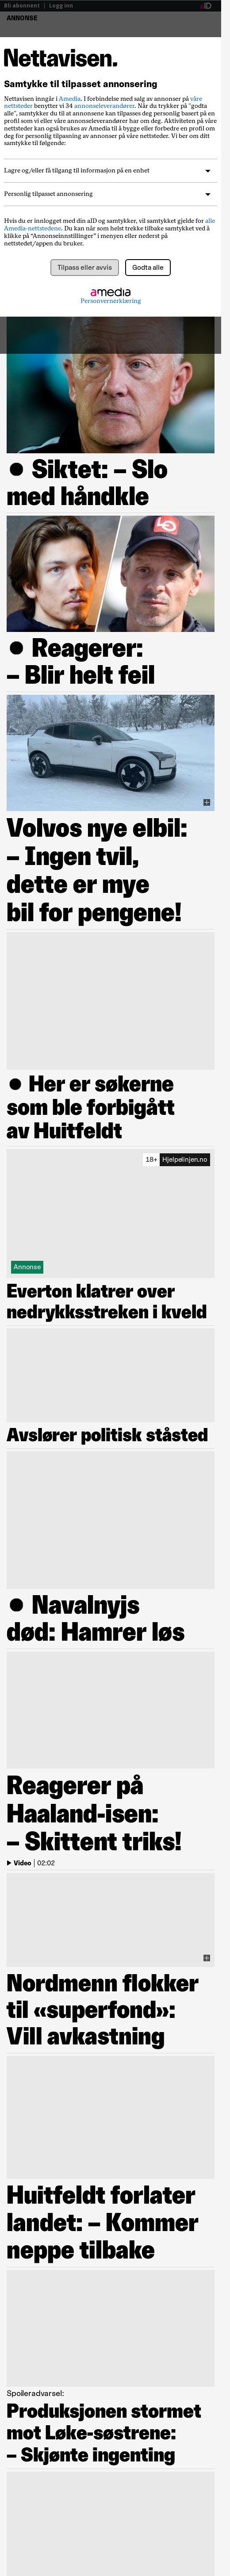 Bli abonnent | Logg inn
aID
ANNONSE
Nettavisen.
Samtykke til tilpasset annonsering
Nettavisen inngår i Amedia. I forbindelse med salg av annonser på våre
nettsteder benytter vi 34 annonseleverandører. Når du trykker på "godta
alle", samtykker du til at annonsene kan tilpasses deg personlig basert på den
profil som vi eller våre annonseleverandører har om deg. Aktiviteten på våre
nettsteder kan også brukes av Amedia til å bygge eller forbedre en profil om
deg for personlig tilpasning av annonser på våre nettsteder. Vi ber om ditt
samtykke til følgende:
Lagre og/eller få tilgang til informasjon på en enhet
Personlig tilpasset annonsering
Hvis du er innlogget med din aID og samtykker, vil samtykket gjelde for alle
Amedia-nettstedene. Du kan når som helst trekke tilbake samtykket ved å
klikke på "Annonseinnstillinger" i menyen eller nederst på
nettstedet/appen du bruker.
Tilpass eller avvis
Godta alle
amedia
Personvernerklæring
● Siktet: – Slo
med håndkle
● Reagerer:
– Blir helt feil
Volvos nye elbil:
– Ingen tvil,
dette er mye
bil for pengene!
● Her er søkerne
som ble forbigått
av Huitfeldt
18+ Hjelpelinjen.no
Annonse
Everton klatrer over
nedrykksstreken i kveld
Avslører politisk ståsted
● Navalnyjs
død: Hamrer løs
Reagerer på
Haaland-isen:
– Skittent triks!
Video | 02:02
Nordmenn flokker
til «superfond»:
Vill avkastning
Huitfeldt forlater
landet: – Kommer
neppe tilbake
Spoileradvarsel:
Produksjonen stormet
mot Løke-søstrene:
– Skjønte ingenting